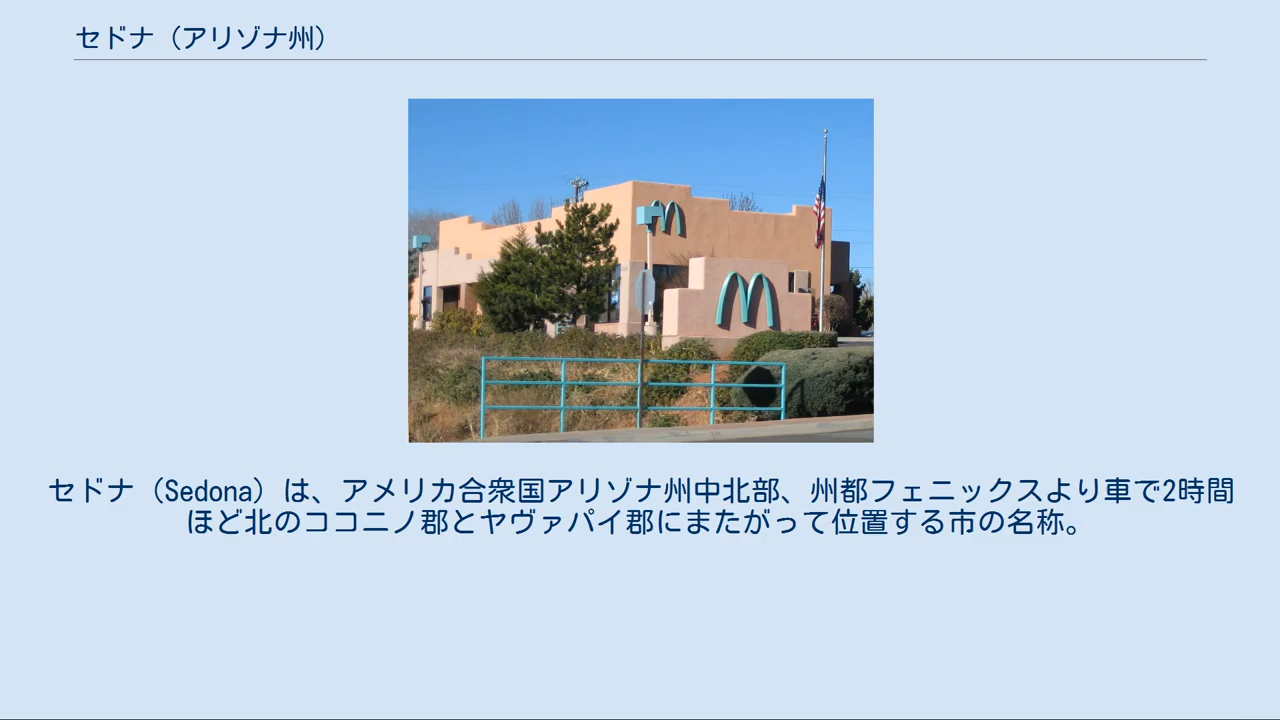 セドナ（アリゾナ州）
セドナ（Sedona）は、アメリカ合衆国アリゾナ州中北部、州都フェニックスより車で2時間
ほど北のココニノ郡とヤヴァパイ郡にまたがって位置する市の名称。